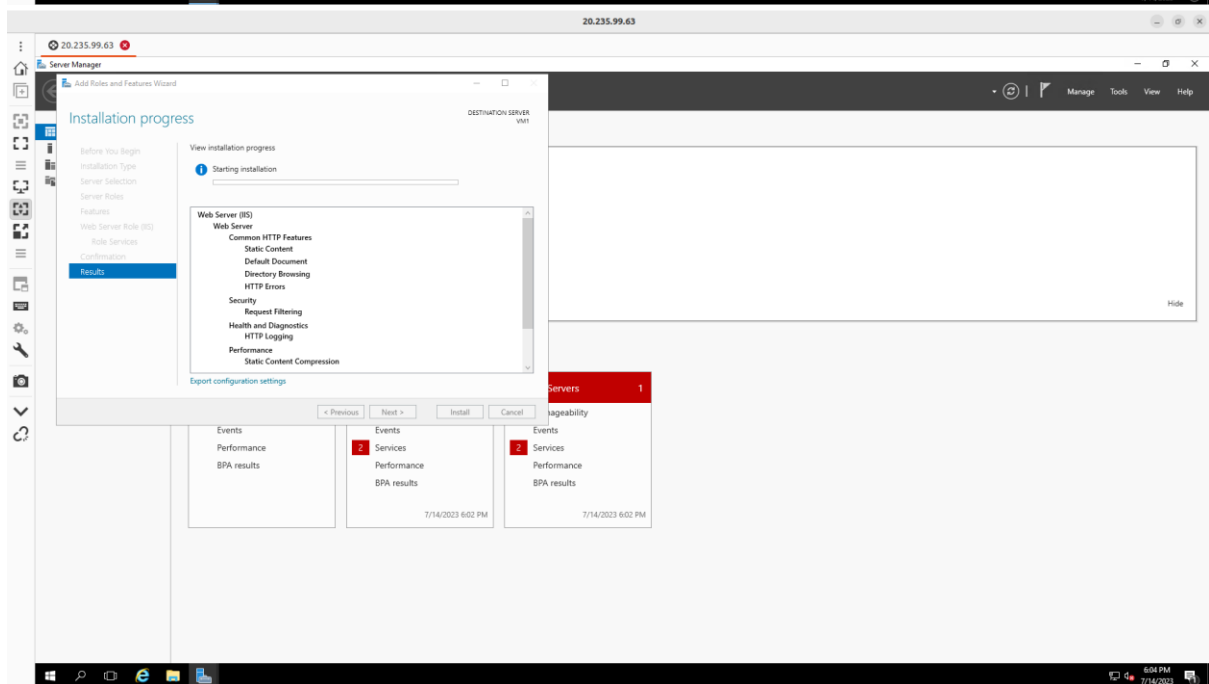 20.235.99.63
20.235.99.63
Server Manager
Add Roles and Features Wizard
Manage Tools View Help
Installation progress
DESTINATION SERVER
VM1
Before You Begin
Installation Type
Server Selection
Server Roles
Features
Web Server Role (IIS)
Role Services
Confirmation
Results
View installation progress
Starting installation
Web Server (IIS)
Web Server
Common HTTP Features
Static Content
Default Document
Directory Browsing
HTTP Errors
Security
Request Filtering
Health and Diagnostics
HTTP Logging
Performance
Static Content Compression
Export configuration settings
< Previous Next > Install Cancel
Hide
Servers 1
nageability
Events
Performance
BPA results
Events
2 Services
Performance
BPA results
7/14/2023 6:02 PM
Events
2 Services
Performance
BPA results
7/14/2023 6:02 PM
6:04 PM
7/14/2023